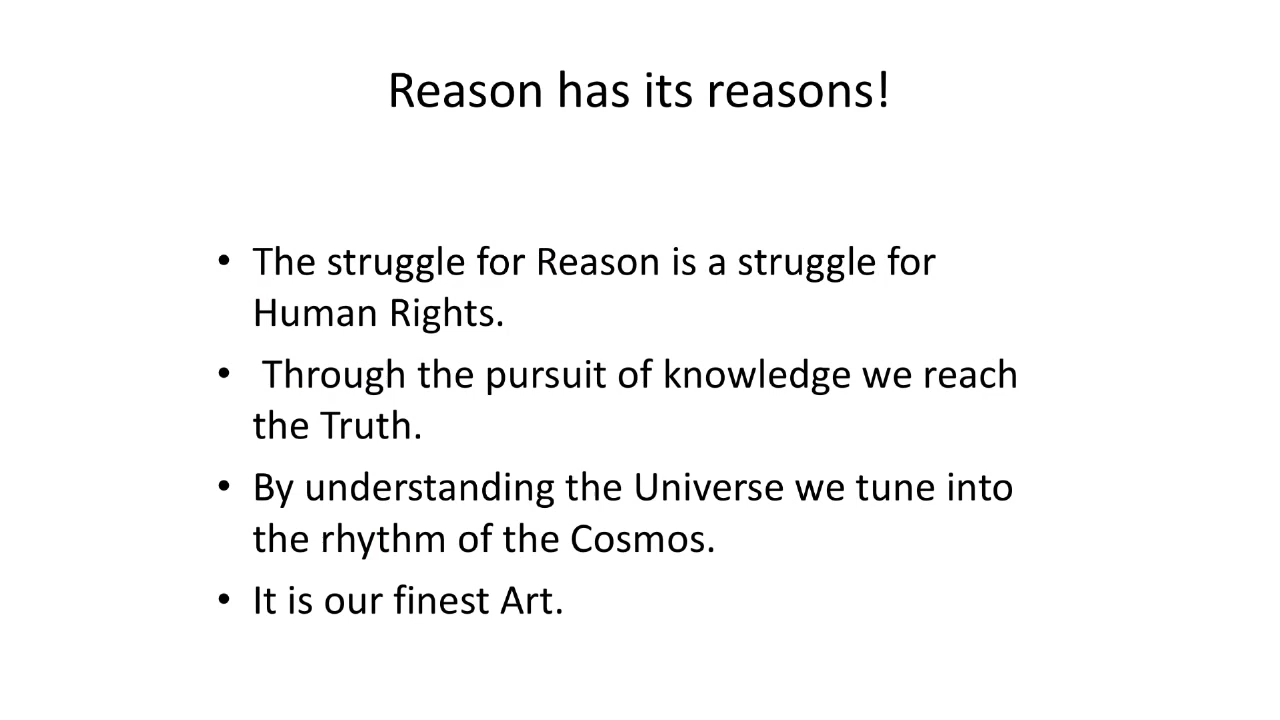 Reason has its reasons!
• The struggle for Reason is a struggle for
Human Rights.
• Through the pursuit of knowledge we reach
the Truth.
• By understanding the Universe we tune into
the rhythm of the Cosmos.
• It is our finest Art.